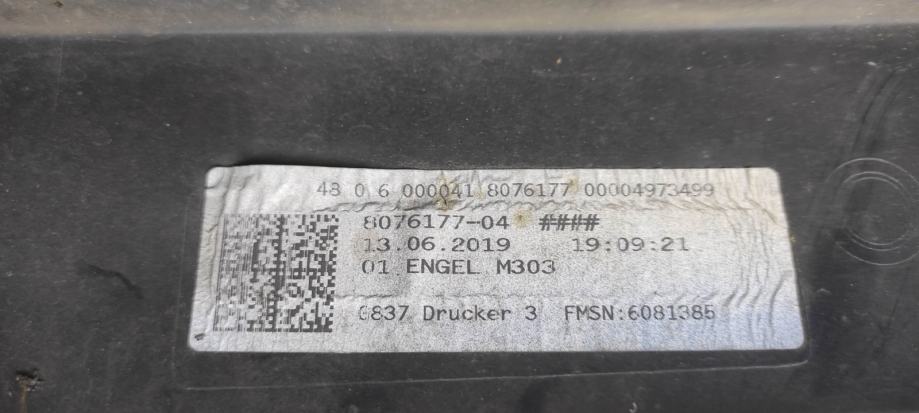 48 0 6 000041 8076177 00004973499
8076177-04 ####
13.06.2019 19:09:21
01 ENGEL M303
0837 Drucker 3 FMSN:6081385